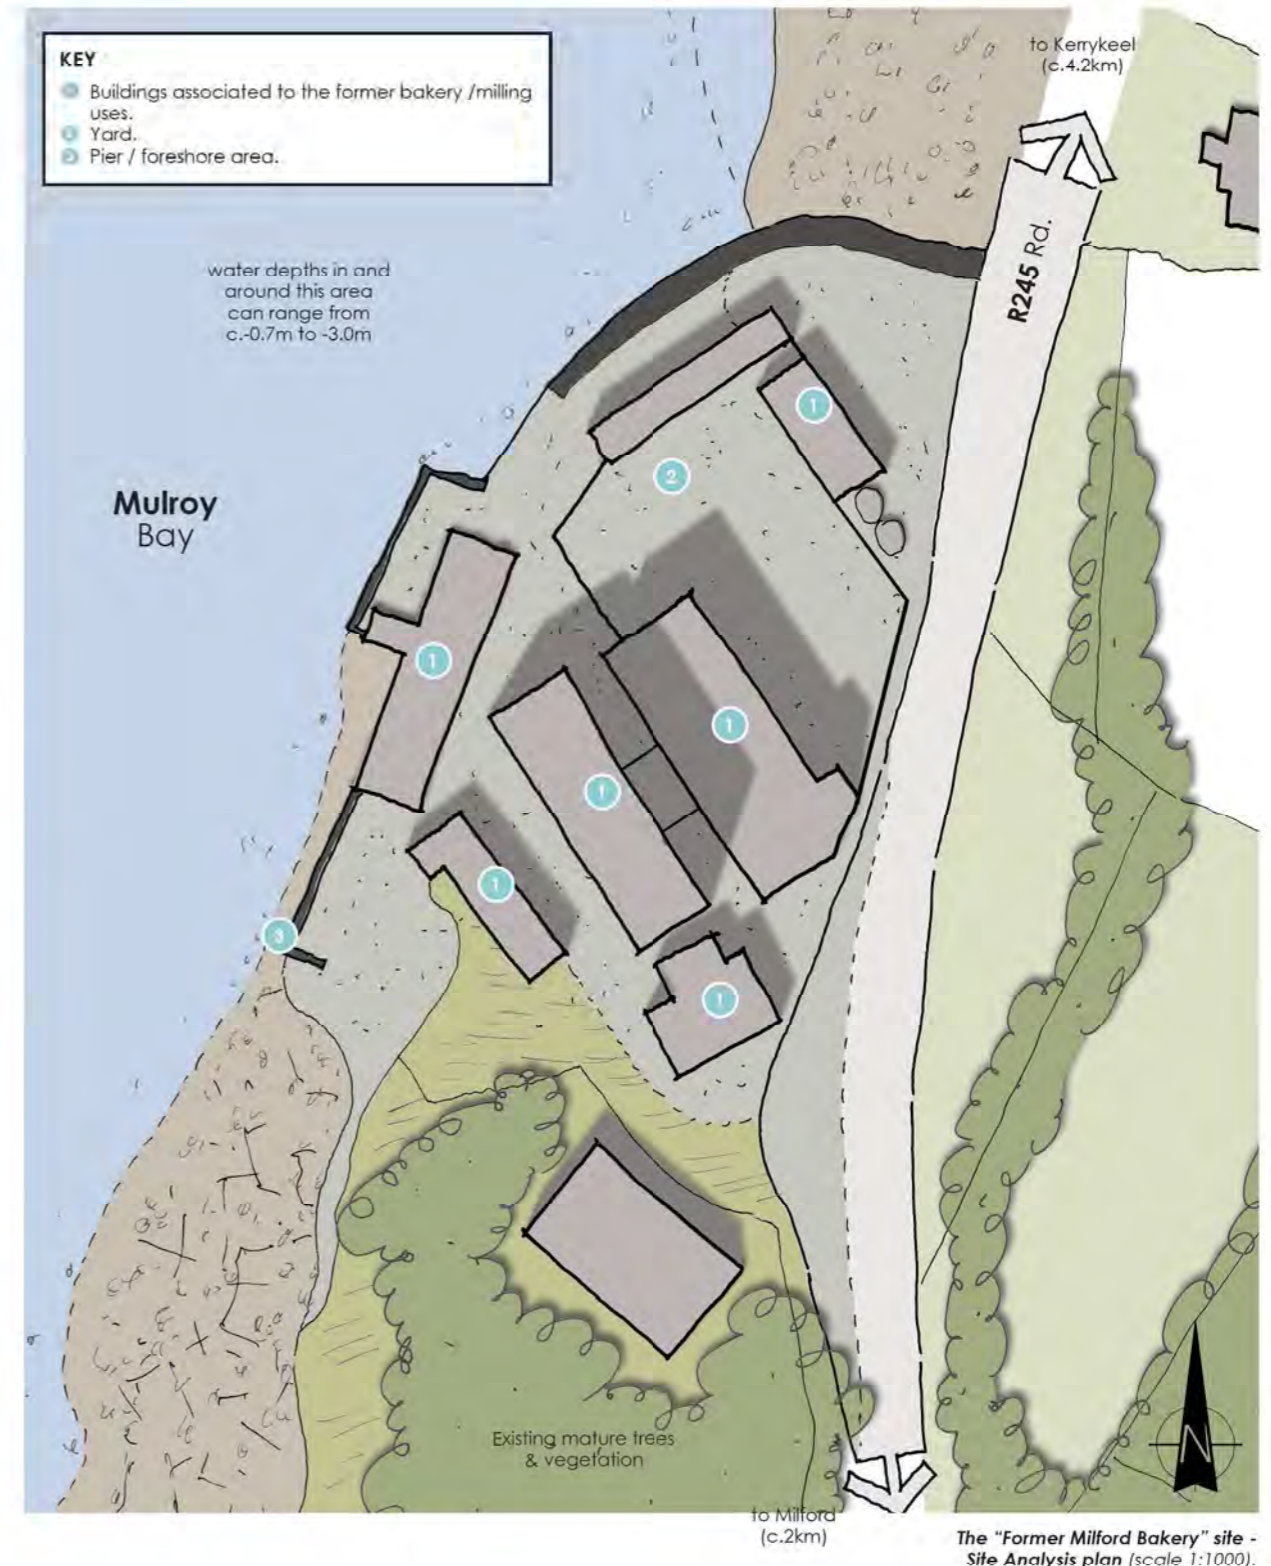 KEY
Buildings associated to the former bakery /milling
uses.
Yard.
Pier / foreshore area.
to Kerrykeel
(c.4.2km)
R245 Rd.
water depths in and
around this area
can range from
c.-0.7m to -3.0m
Mulroy
Bay
1
2
1
1
1
1
3
1
Existing mature trees
& vegetation
N
to Milford
(c.2km)
The "Former Milford Bakery" site -
Site Analysis plan (scale 1:1000).